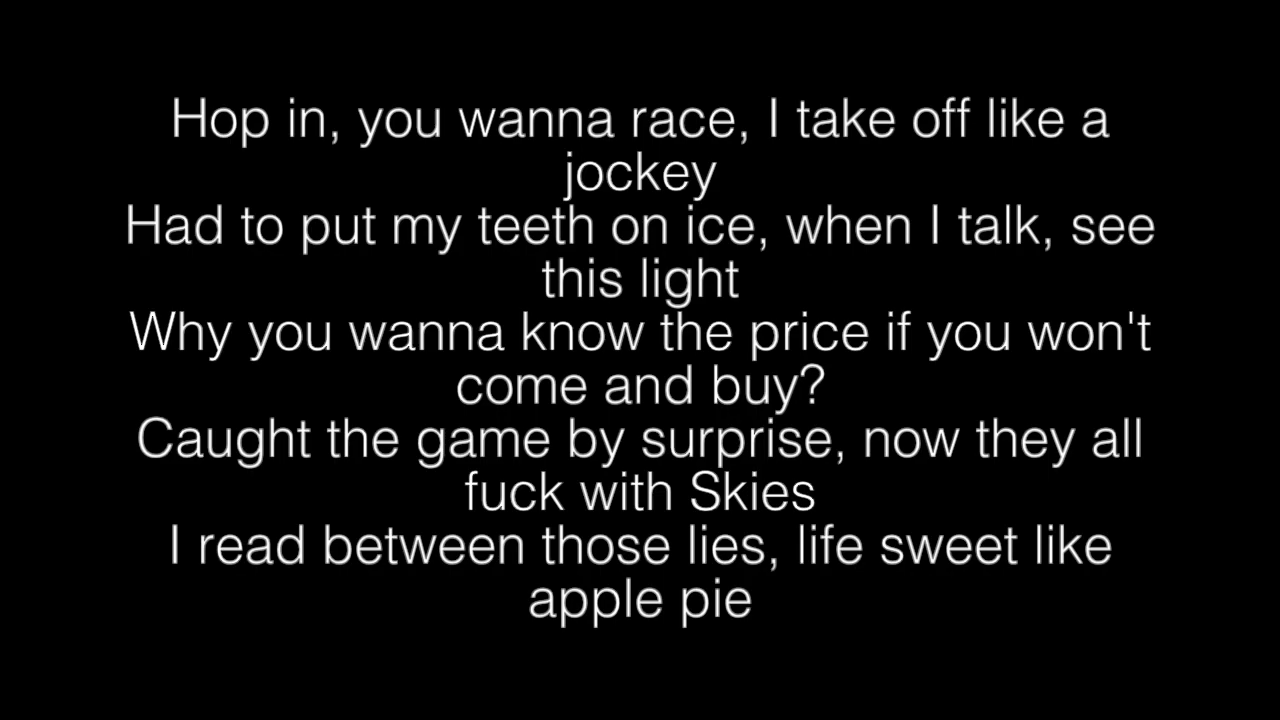 Hop in, you wanna race, I take off like a
jockey
Had to put my teeth on ice, when I talk, see
this light
Why you wanna know the price if you won't
come and buy?
Caught the game by surprise, now they all
fuck with Skies
I read between those lies, life sweet like
apple pie